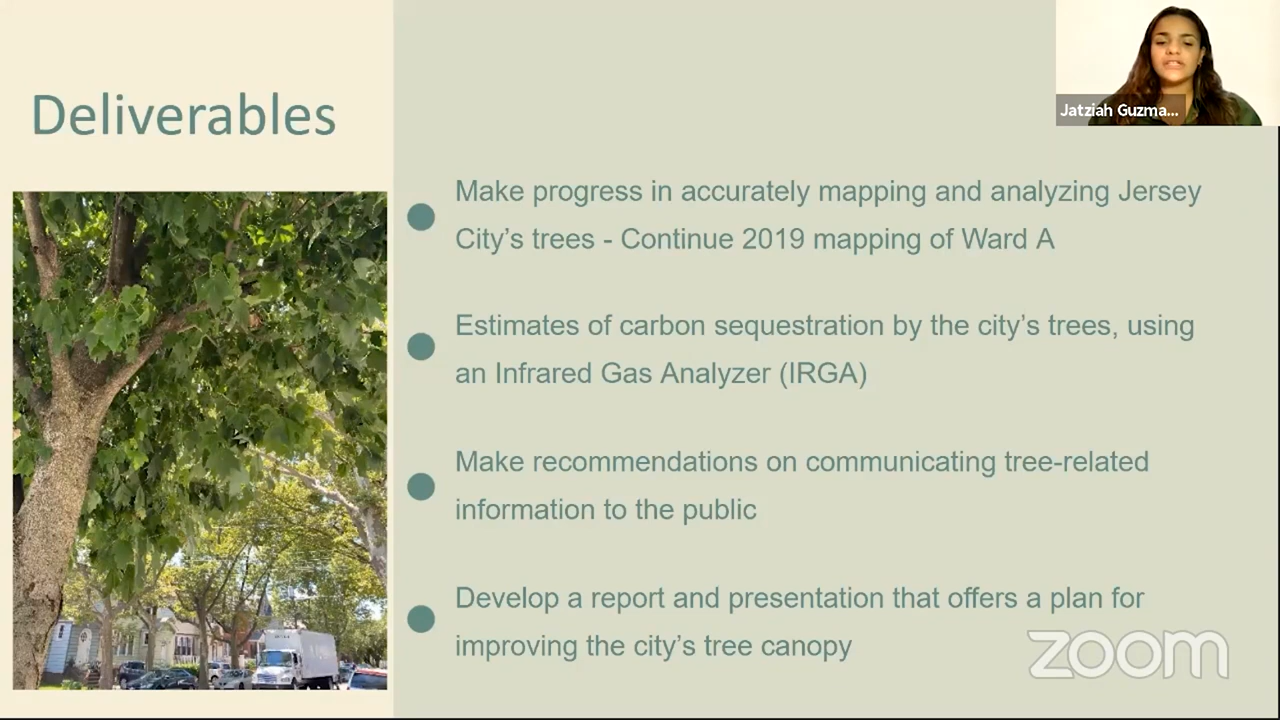 Deliverables
Jatziah Guzma...
Make progress in accurately mapping and analyzing Jersey
City’s trees - Continue 2019 mapping of Ward A
Estimates of carbon sequestration by the city’s trees, using
an Infrared Gas Analyzer (IRGA)
Make recommendations on communicating tree-related
information to the public
Develop a report and presentation that offers a plan for
improving the city’s tree canopy
zoom